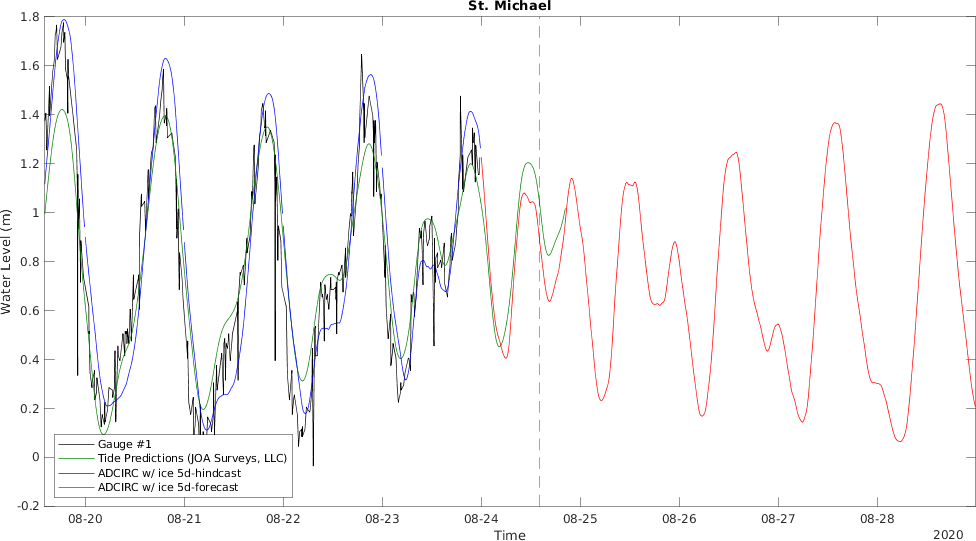 St. Michael
1.8
1.6
1.4
1.2
1
0.8
0.6
0.4
0.2
0
-0.2
Water Level (m)
Gauge #1
Tide Predictions (JOA Surveys, LLC)
ADCIRC w/ ice 5d-hindcast
ADCIRC w/ ice 5d-forecast
08-20 08-21 08-22 08-23 08-24 08-25 08-26 08-27 08-28
Time
2020